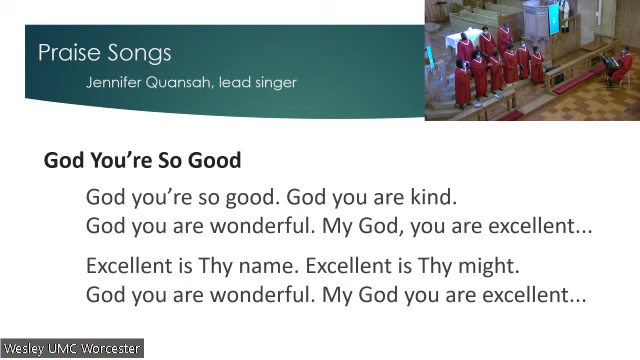 Praise Songs
Jennifer Quansah, lead singer
God You're So Good
God you're so good. God you are kind.
God you are wonderful. My God, you are excellent...
Excellent is Thy name. Excellent is Thy might.
God you are wonderful. My God you are excellent...
Wesley UMC Worcester